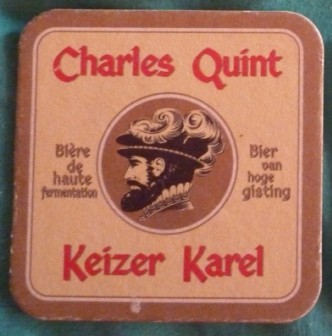 Charles Quint
Bière
de
haute
fermentation
Bier
van
hoge
gisting
Keizer Karel